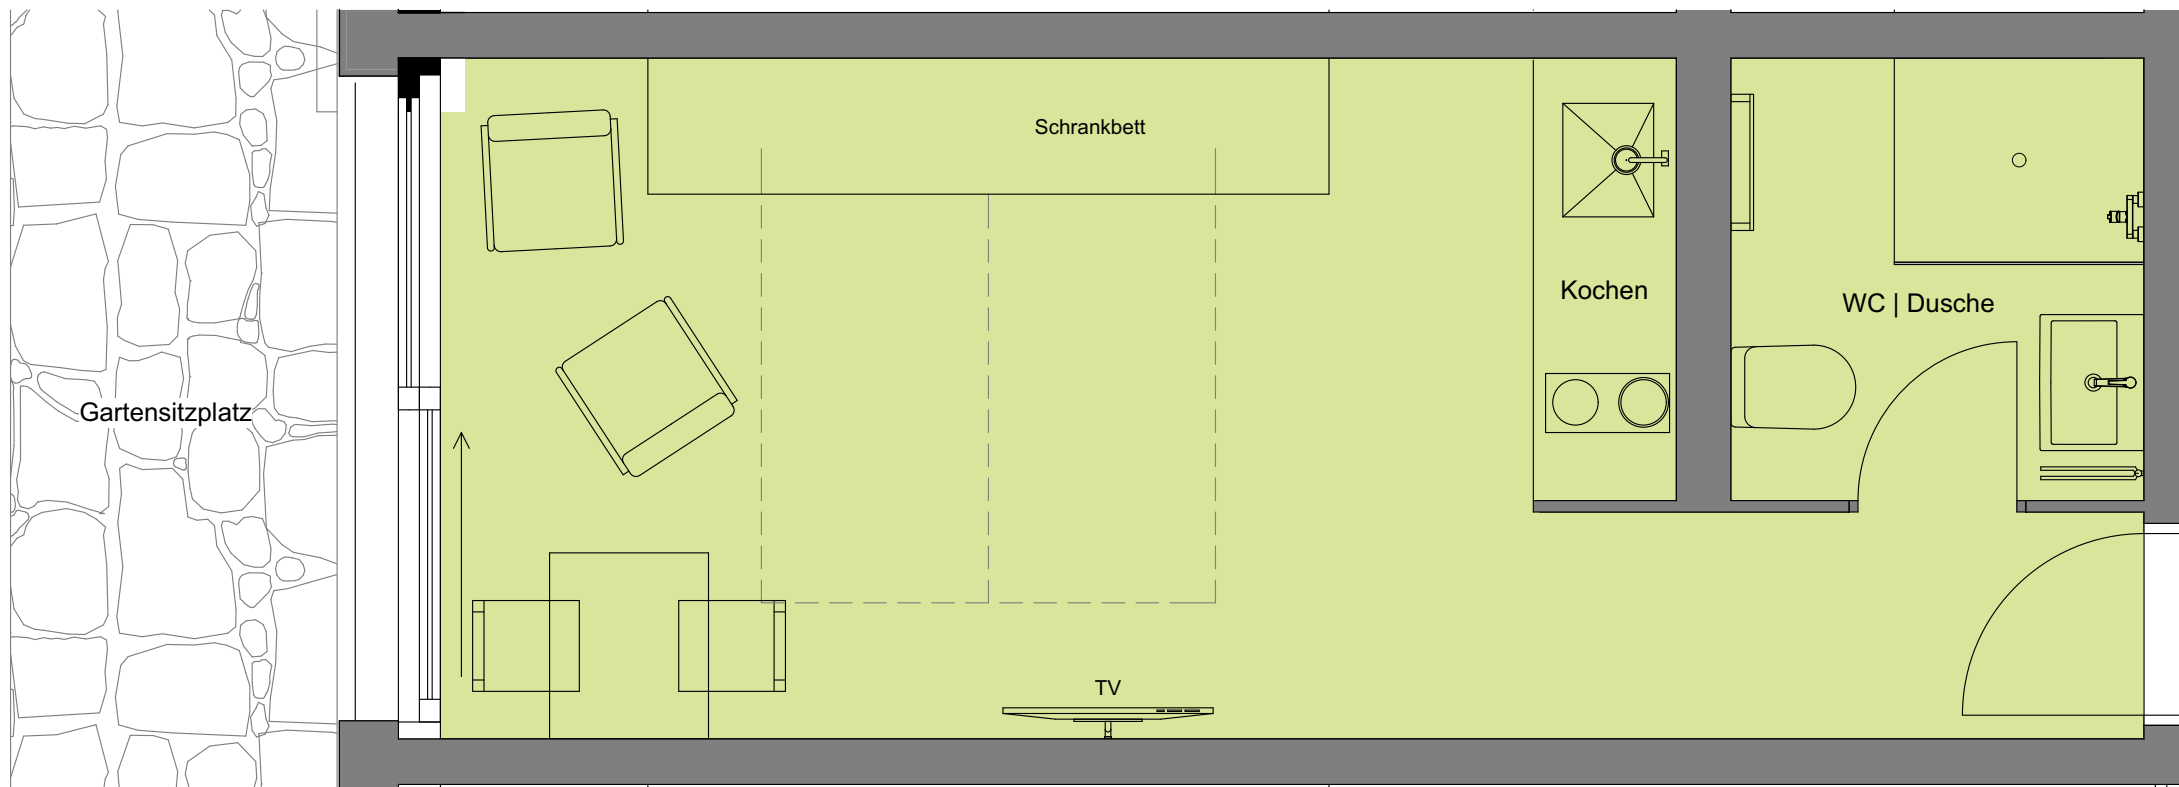 Schrankbett
Kochen
WC | Dusche
Gartensitzplatz
TV